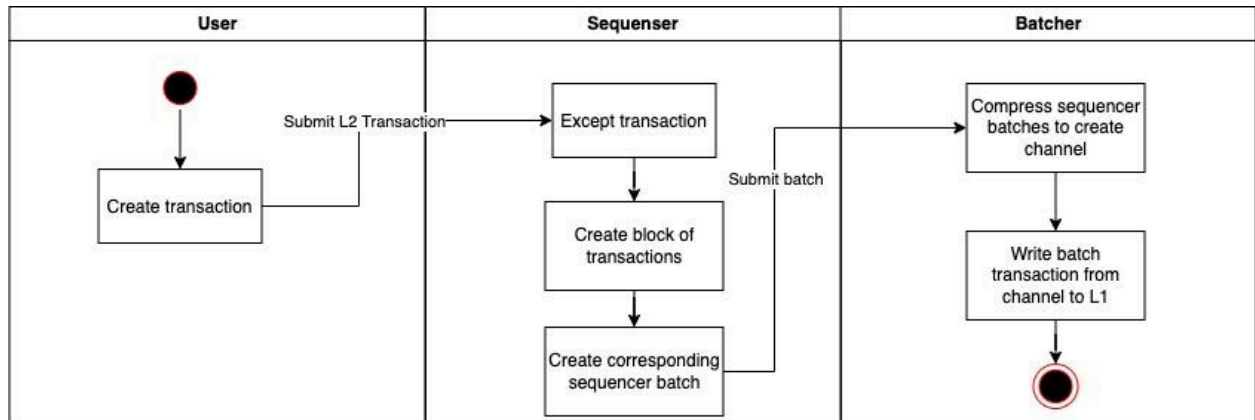 User
Sequenser
Batcher
Create transaction
Submit L2 Transaction
Except transaction
Create block of
transactions
Create corresponding
sequencer batch
Submit batch
Compress sequencer
batches to create
channel
Write batch
transaction from
channel to L1